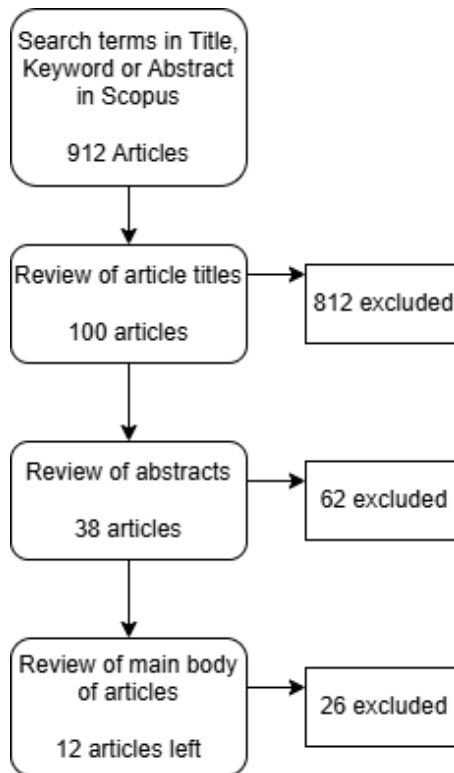 Search terms in Title,
Keyword or Abstract
in Scopus
912 Articles
Review of article titles
100 articles
812 excluded
Review of abstracts
38 articles
62 excluded
Review of main body
of articles
12 articles left
26 excluded